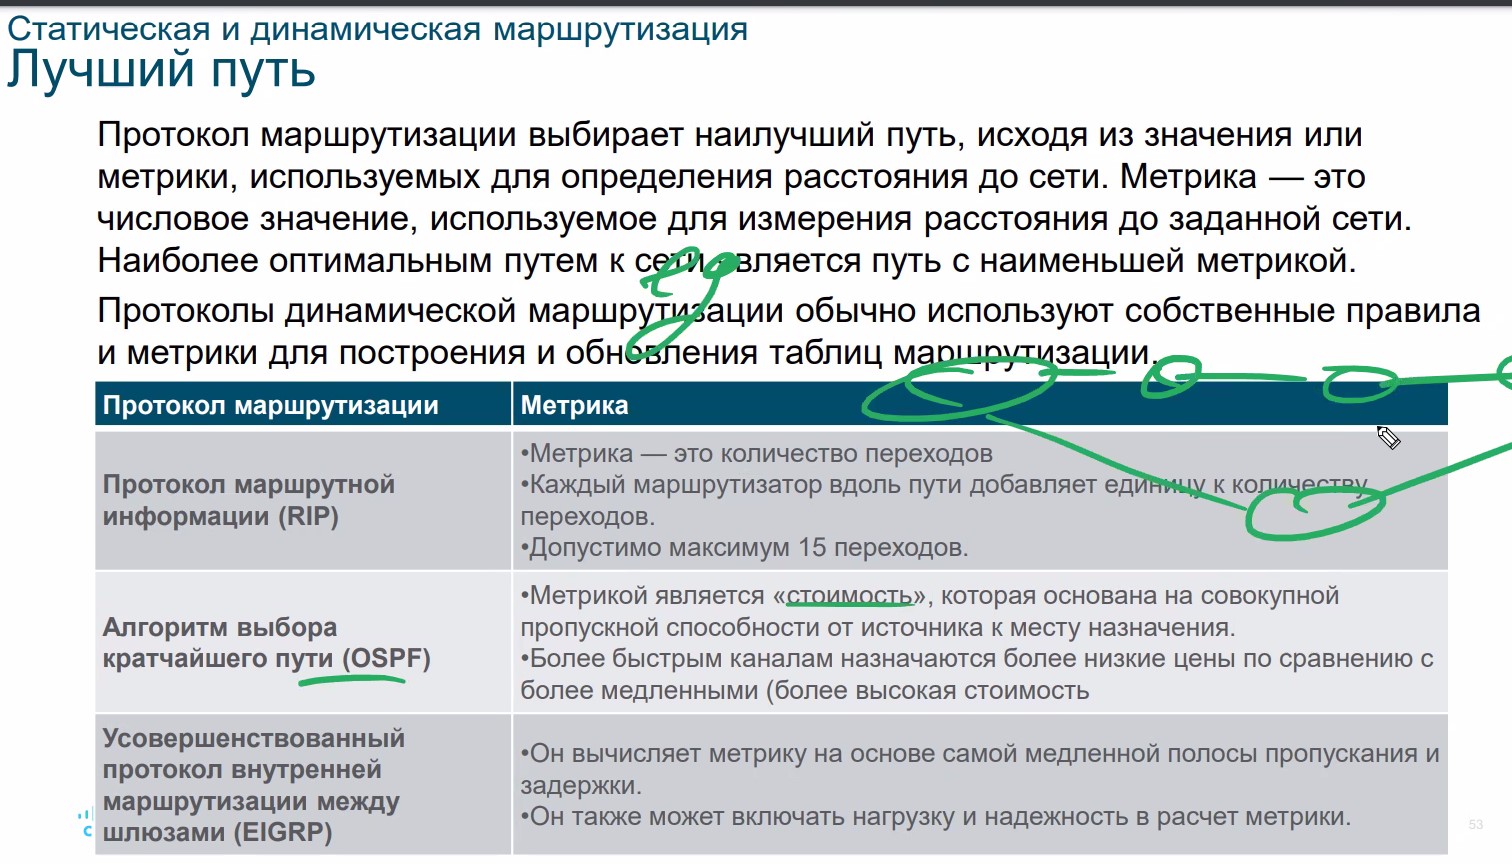 Статическая и динамическая маршрутизация
Лучший путь
Протокол маршрутизации выбирает наилучший путь, исходя из значения или
метрики, используемых для определения расстояния до сети. Метрика — это
числовое значение, используемое для измерения расстояния до заданной сети.
Наиболее оптимальным путем к сети является путь с наименьшей метрикой.
Протоколы динамической маршрутизации обычно используют собственные правила
и метрики для построения и обновления таблиц маршрутизации.
Протокол маршрутизации
Метрика
Протокол маршрутной
информации (RIP)
•Метрика — это количество переходов
•Каждый маршрутизатор вдоль пути добавляет единицу к количеству
переходов.
•Допустимо максимум 15 переходов.
Алгоритм выбора
кратчайшего пути (OSPF)
•Метрикой является «стоимость», которая основана на совокупной
пропускной способности от источника к месту назначения.
•Более быстрым каналам назначаются более низкие цены по сравнению с
более медленными (более высокая стоимость
Усовершенствованный
протокол внутренней
маршрутизации между
шлюзами (EIGRP)
•Он вычисляет метрику на основе самой медленной полосы пропускания и
задержки.
•Он также может включать нагрузку и надежность в расчет метрики.
53